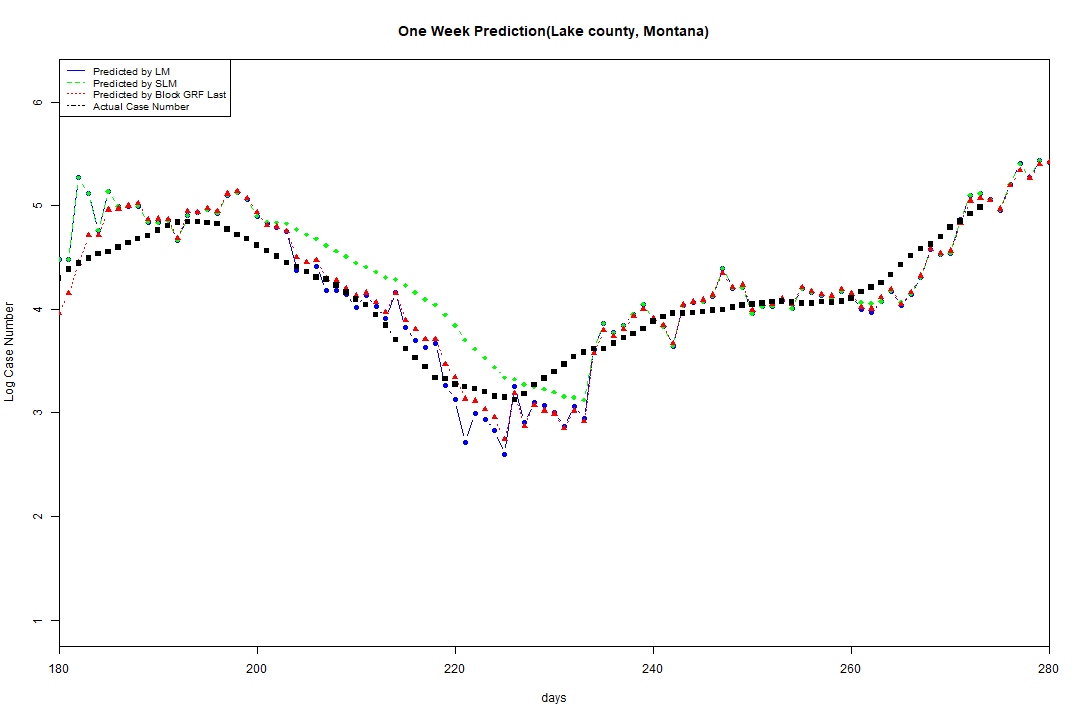 One Week Prediction(Lake county, Montana)
Predicted by LM
Predicted by SLM
Predicted by Block GRF Last
Actual Case Number
6
5
4
3
2
1
Log Case Number
180 200 220 240 260 280
days